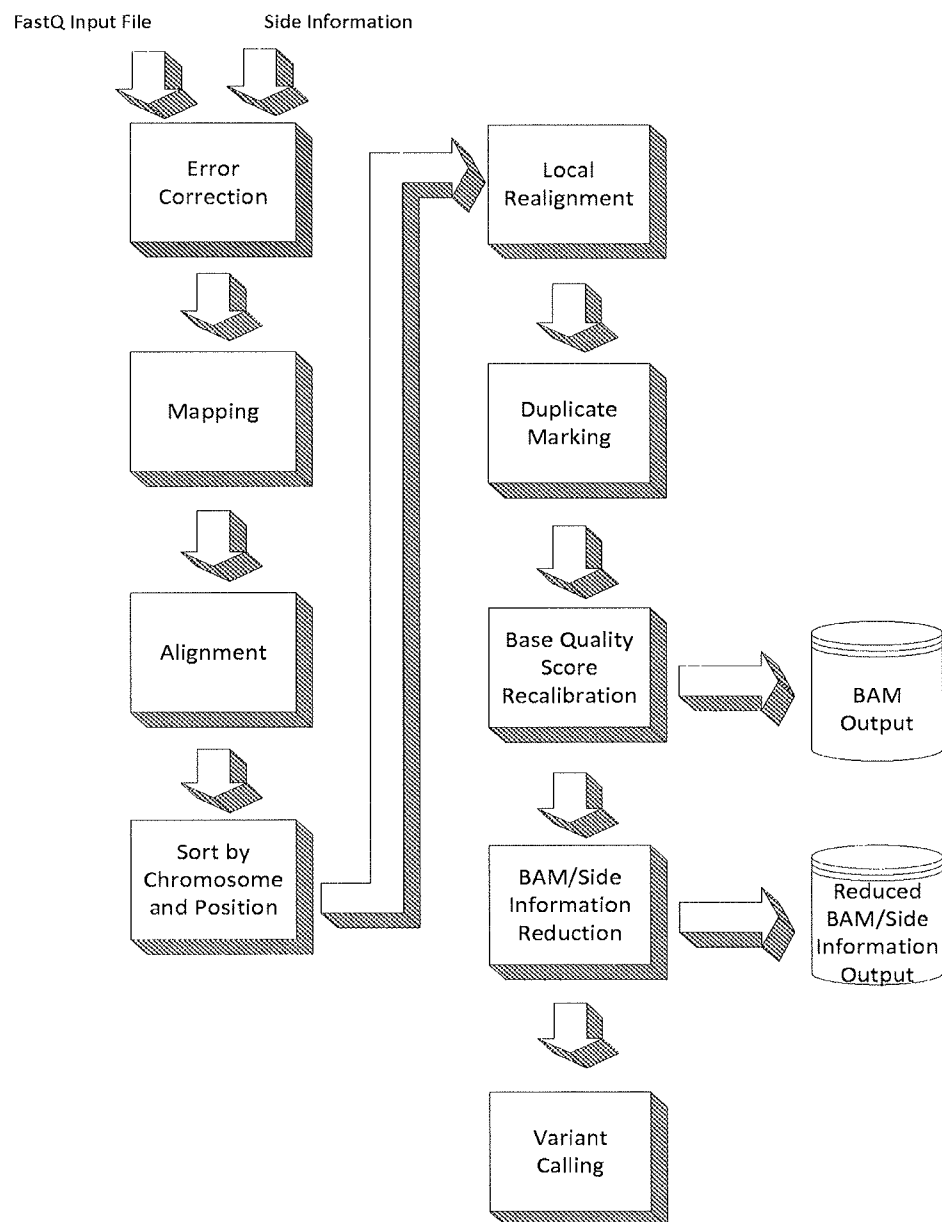 FastQ Input File
Side Information
Error
Correction
Mapping
Alignment
Sort by
Chromosome
and Position
Local
Realignment
Duplicate
Marking
Base Quality
Score
Recalibration
BAM
Output
BAM/Side
Information
Reduction
Reduced
BAM/Side
Information
Output
Variant
Calling